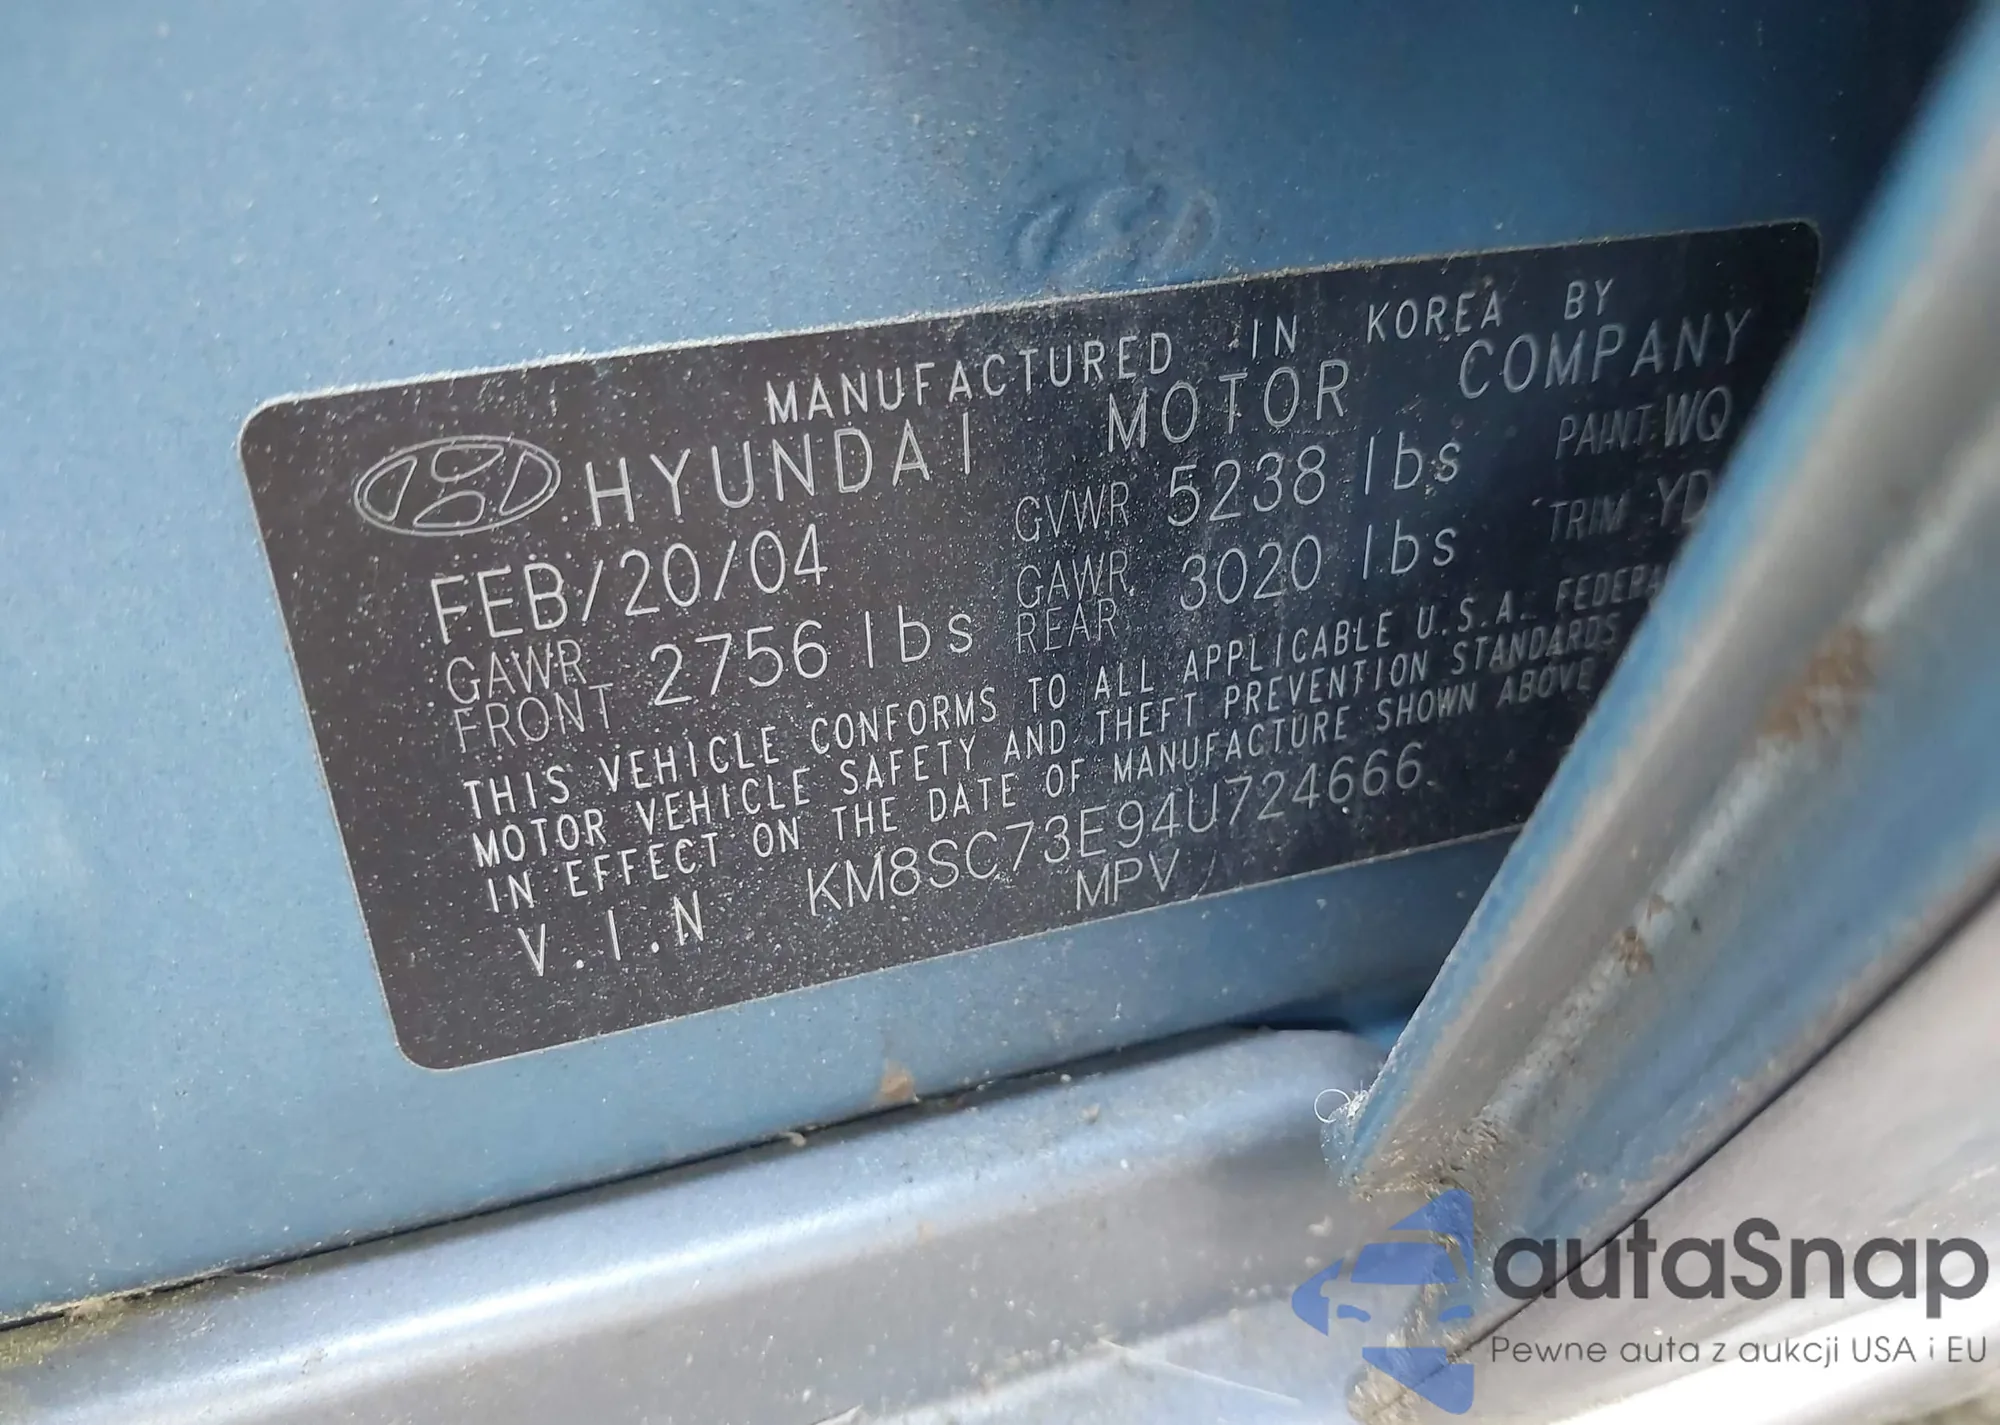 MANUFACTURED IN KOREA BY
HYUNDAI MOTOR COMPANY
FEB/20/04 GVWR 5238 lbs PAINT WQ
GAWR FRONT 2756 lbs GAWR REAR 3020 lbs TRIM YD
THIS VEHICLE CONFORMS TO ALL APPLICABLE U.S.A. FEDERA
MOTOR VEHICLE SAFETY AND THEFT PREVENTION STANDARDS
IN EFFECT ON THE DATE OF MANUFACTURE SHOWN ABOVE
V.I.N KM8SC73E94U724666
MPV
autaSnap
Pewne auta z aukcji USA i EU